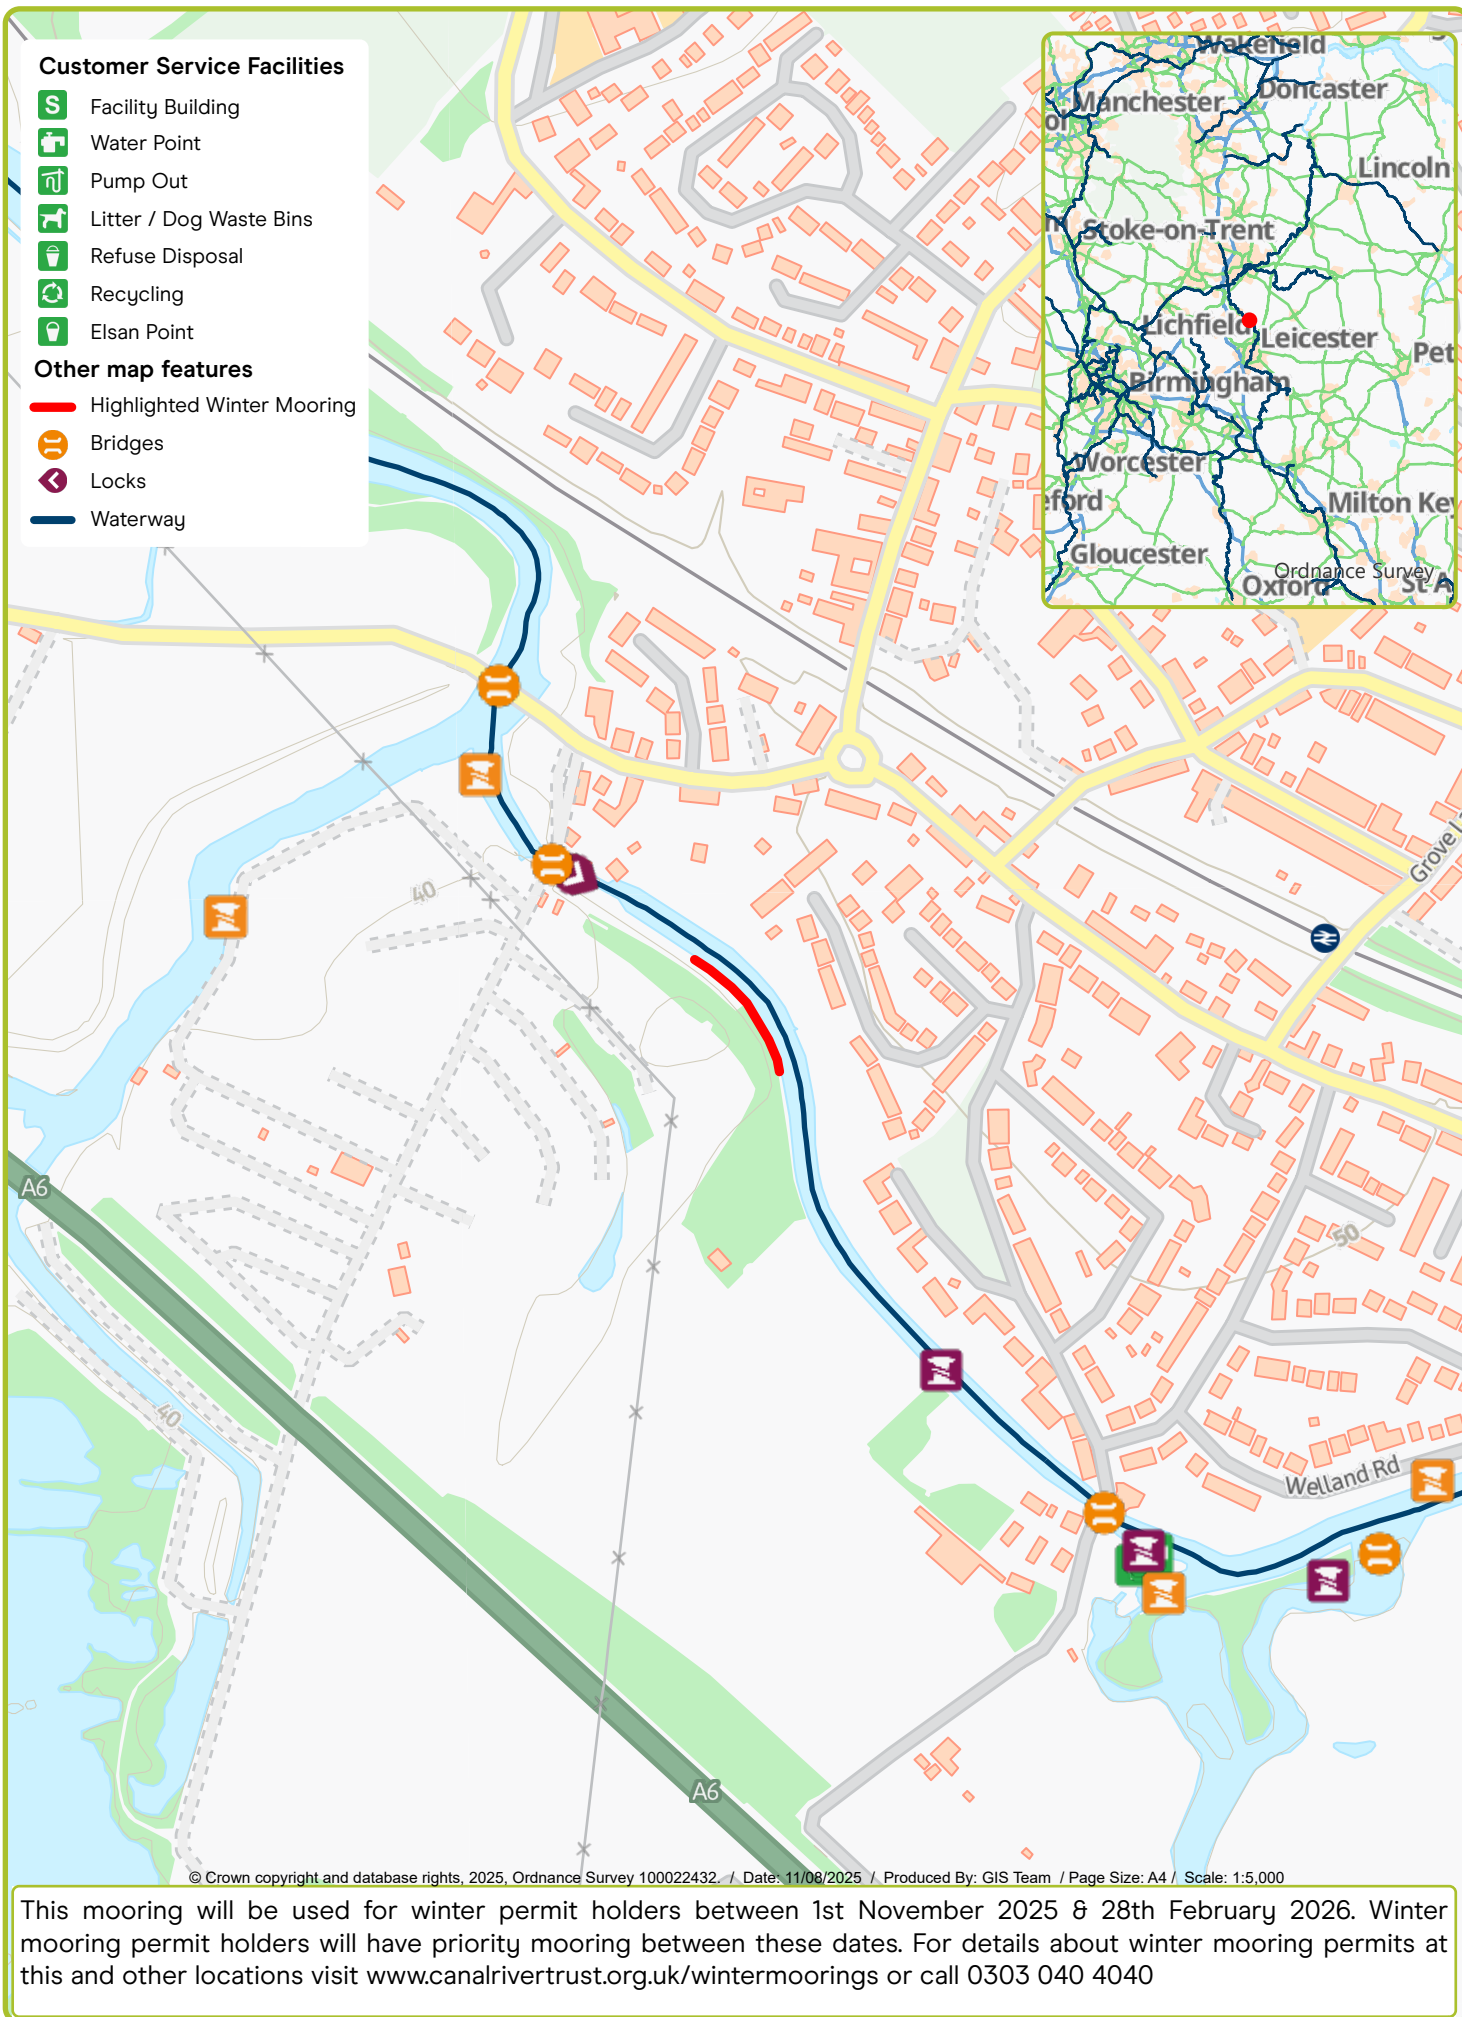 Customer Service Facilities
S Facility Building
Water Point
Pump Out
Litter / Dog Waste Bins
Refuse Disposal
Recycling
Elsan Point
Other map features
Highlighted Winter Mooring
Bridges
Locks
Waterway
Wakefield
Manchester
Doncaster
Lincoln
Stoke-on-Trent
Lichfield
Leicester
Pet
Birmingham
Worcester
eford
Milton Key
Gloucester
Ordnance Survey
Oxford
St A
Grove La
40
A6
50
40
Welland Rd
A6
© Crown copyright and database rights, 2025, Ordnance Survey 100022432. / Date: 11/08/2025 / Produced By: GIS Team / Page Size: A4 / Scale: 1:5,000
This mooring will be used for winter permit holders between 1st November 2025 & 28th February 2026. Winter
mooring permit holders will have priority mooring between these dates. For details about winter mooring permits at
this and other locations visit www.canalrivertrust.org.uk/wintermoorings or call 0303 040 4040